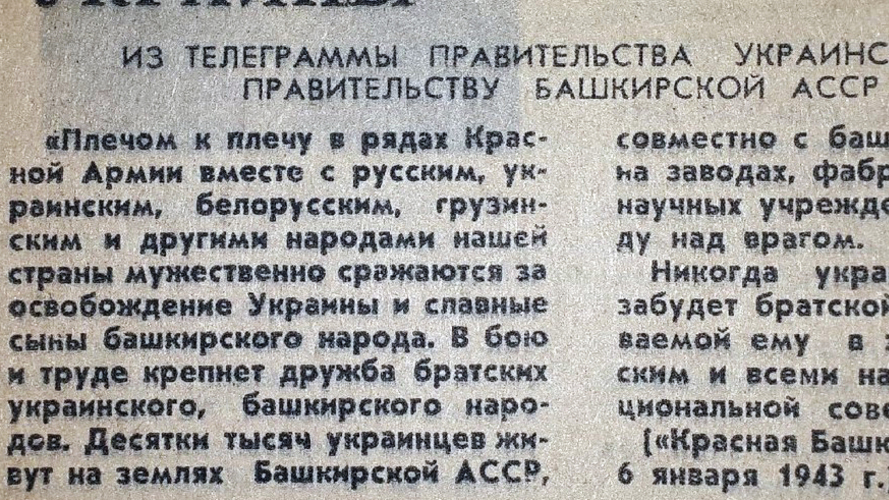 ИЗ ТЕЛЕГРАММЫ ПРАВИТЕЛЬСТВА
ПРАВИТЕЛЬСТВУ БАШКИРСКОЙ АССР
«Плечом к плечу в рядах Крас-
ной Армии вместе с русским, ук-
раинским, белорусским, грузин-
ским и другими народами нашей
страны мужественно сражаются за
освобождение Украины и славные
сыны башкирского народа. В бою
и труде крепнет дружба братских
украинского, башкирского наро-
дов. Десятки тысяч украинцев жи-
вут на землях Башкирской АССР,
совместно с баш
на заводах, фабр
научных учрежде
ду над врагом.
Никогда укра
забудет братской
ваемой ему в
ским и всеми на
циональной сове
(«Красная Башк
6 января 1943 г.